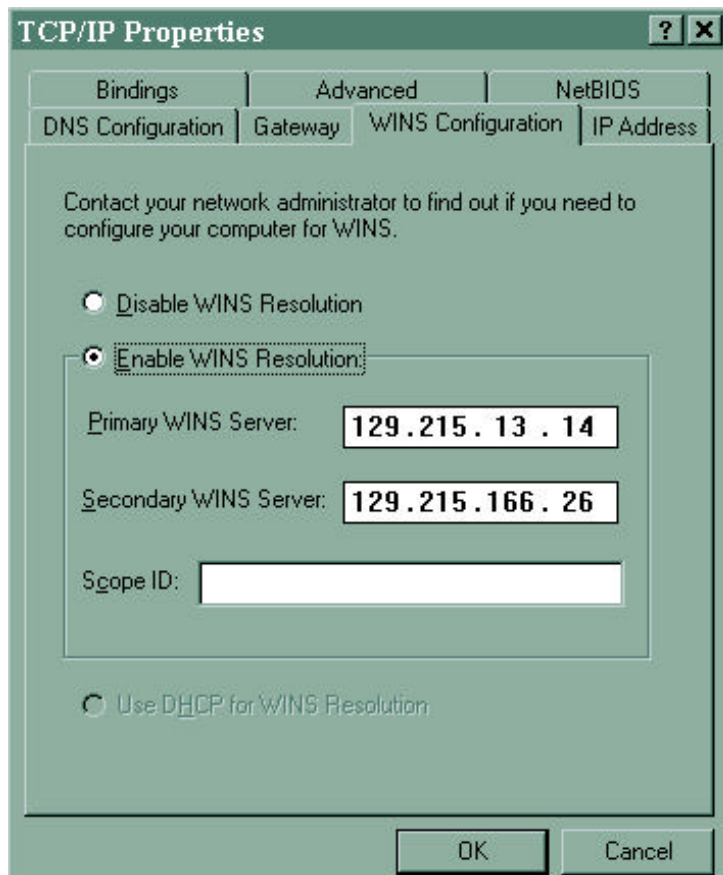 TCP/IP Properties ?
Bindings Advanced NetBIOS
DNS Configuration Gateway WINS Configuration IP Address
Contact your network administrator to find out if you need to
configure your computer for WINS.
Disable WINS Resolution
Enable WINS Resolution:
Primary WINS Server: 129.215. 13 . 14
Secondary WINS Server: 129.215.166. 26
Scope ID:
Use DHCP for WINS Resolution
OK Cancel